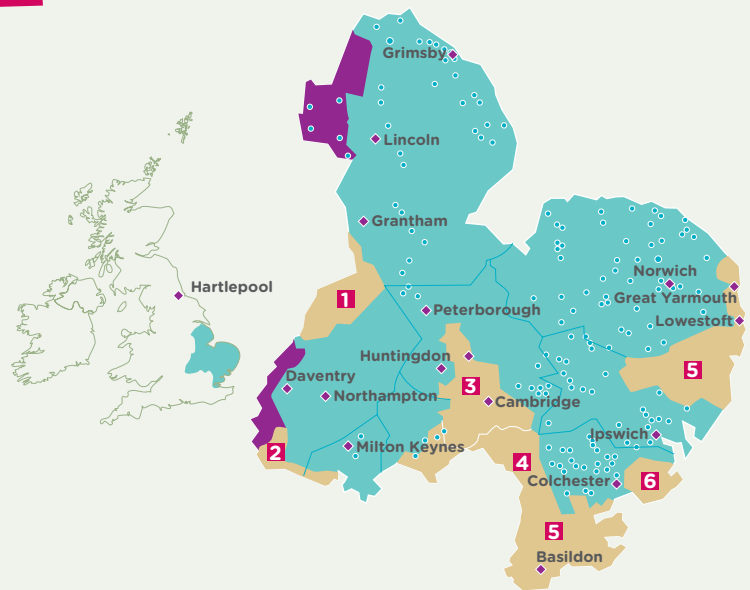 Grimsby
Lincoln
Grantham
Hartlepool
Norwich
Great Yarmouth
1
Peterborough
Lowestoft
Huntingdon
5
Daventry
3
Northampton
Cambridge
Ipswich
2
Milton Keynes
4
Colchester
6
5
Basildon